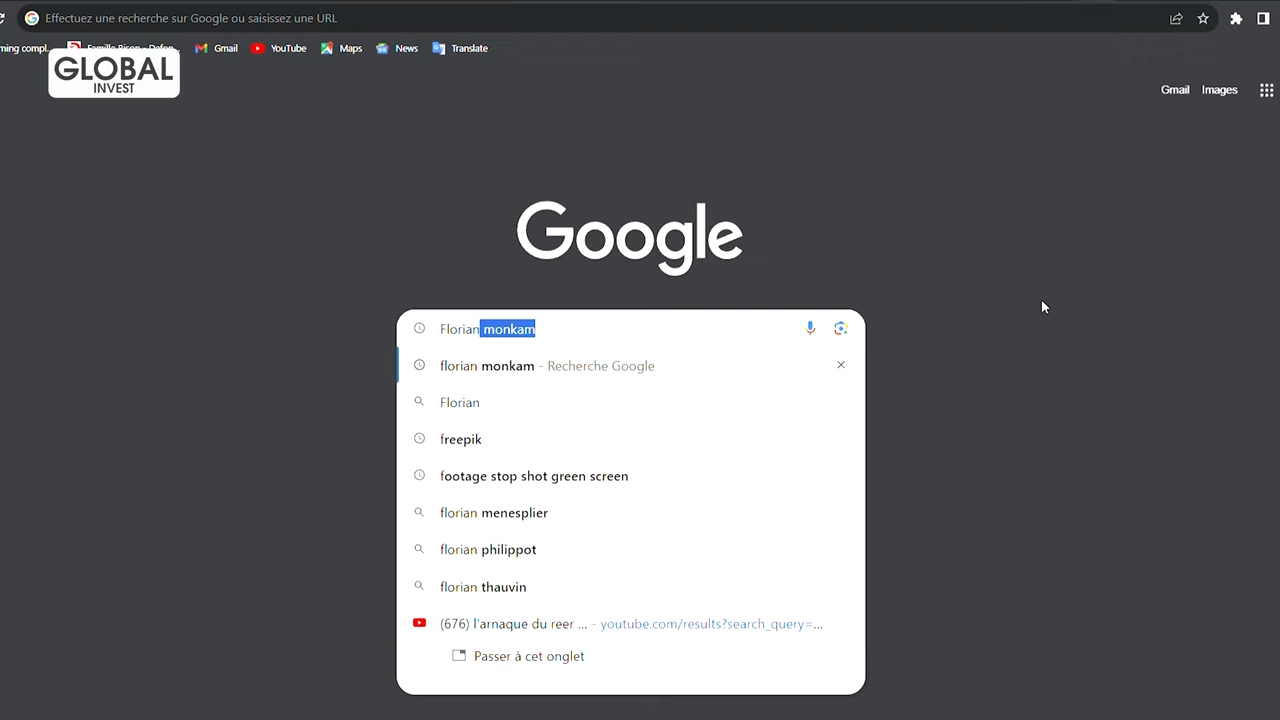 Effectuez une recherche sur Google ou saisissez une URL
ming compl...
Gmail
YouTube
Maps
News
Translate
GLOBAL
INVEST
Gmail
Images
Google
Florian monkam
florian monkam - Recherche Google
Florian
freepik
footage stop shot green screen
florian menesplier
florian philippot
florian thauvin
(676) l'arnaque du reer ... - youtube.com/results?search_query=...
Passer à cet onglet